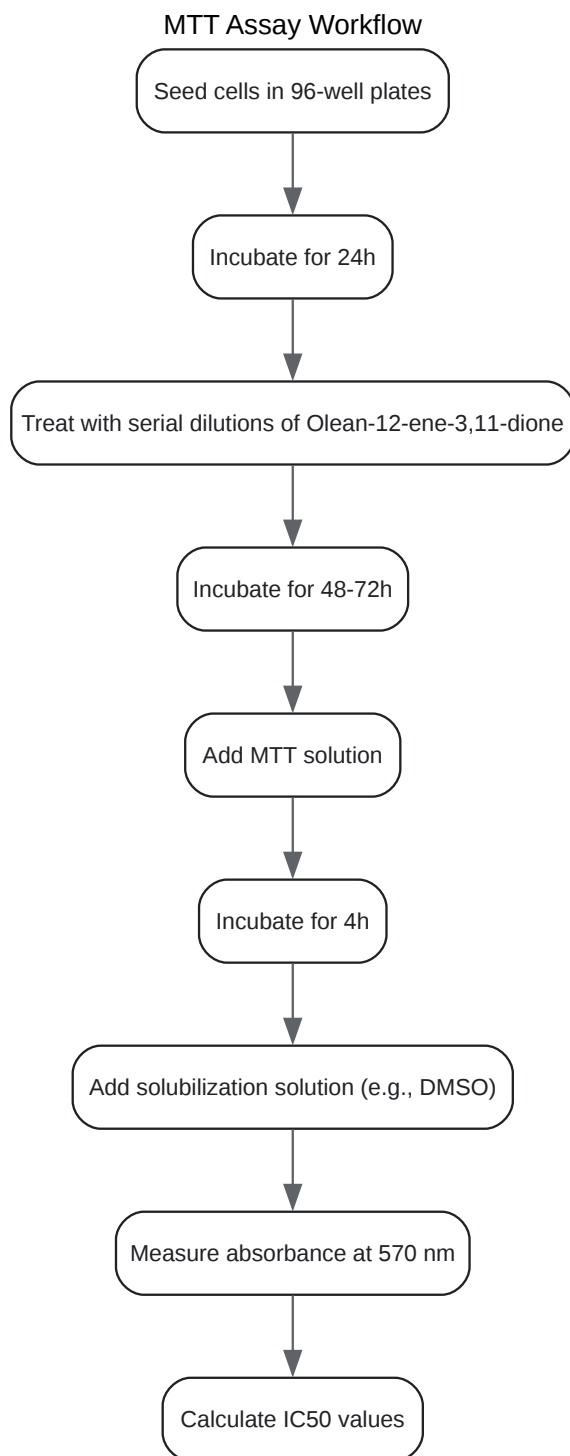 MTT Assay Workflow
Seed cells in 96-well plates
Incubate for 24h
Treat with serial dilutions of Olean-12-ene-3,11-dione
Incubate for 48-72h
Add MTT solution
Incubate for 4h
Add solubilization solution (e.g., DMSO)
Measure absorbance at 570 nm
Calculate IC50 values